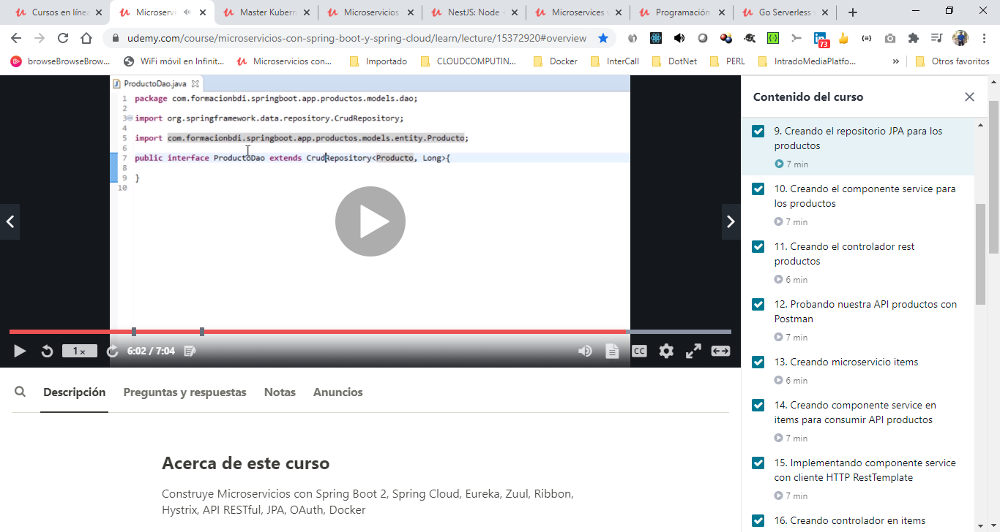 Cursos en línea
Microservi
Master Kubern
Microservicios
NestJS: Node
Microservices
Programación
Go Serverless
udemy.com/course/microservicios-con-spring-boot-y-spring-cloud/learn/lecture/15372920#overview
73
browseBrowseBrow...
WiFi móvil en Infinit...
Microservicios con...
Importado
CLOUDCOMPUTIN...
Docker
InterCall
DotNet
PERL
IntradoMediaPlatfo...
»
Otros favoritos
ProductoDao.java
1 package com.formacionbdi.springboot.app.productos.models.dao;
2
3 import org.springframework.data.repository.CrudRepository;
4
5 import com.formacionbdi.springboot.app.productos.models.entity.Producto;
6
7 public interface ProductoDao extends CrudRepository<Producto, Long>{
8
9 }
10
1 ×
6:02 / 7:04
CC
Descripción
Preguntas y respuestas
Notas
Anuncios
Acerca de este curso
Construye Microservicios con Spring Boot 2, Spring Cloud, Eureka, Zuul, Ribbon,
Hystrix, API RESTful, JPA, OAuth, Docker
Contenido del curso
9. Creando el repositorio JPA para los
productos
7 min
10. Creando el componente service para
los productos
7 min
11. Creando el controlador rest
productos
6 min
12. Probando nuestra API productos con
Postman
7 min
13. Creando microservicio items
6 min
14. Creando componente service en
items para consumir API productos
7 min
15. Implementando componente service
con cliente HTTP RestTemplate
7 min
16. Creando controlador en items